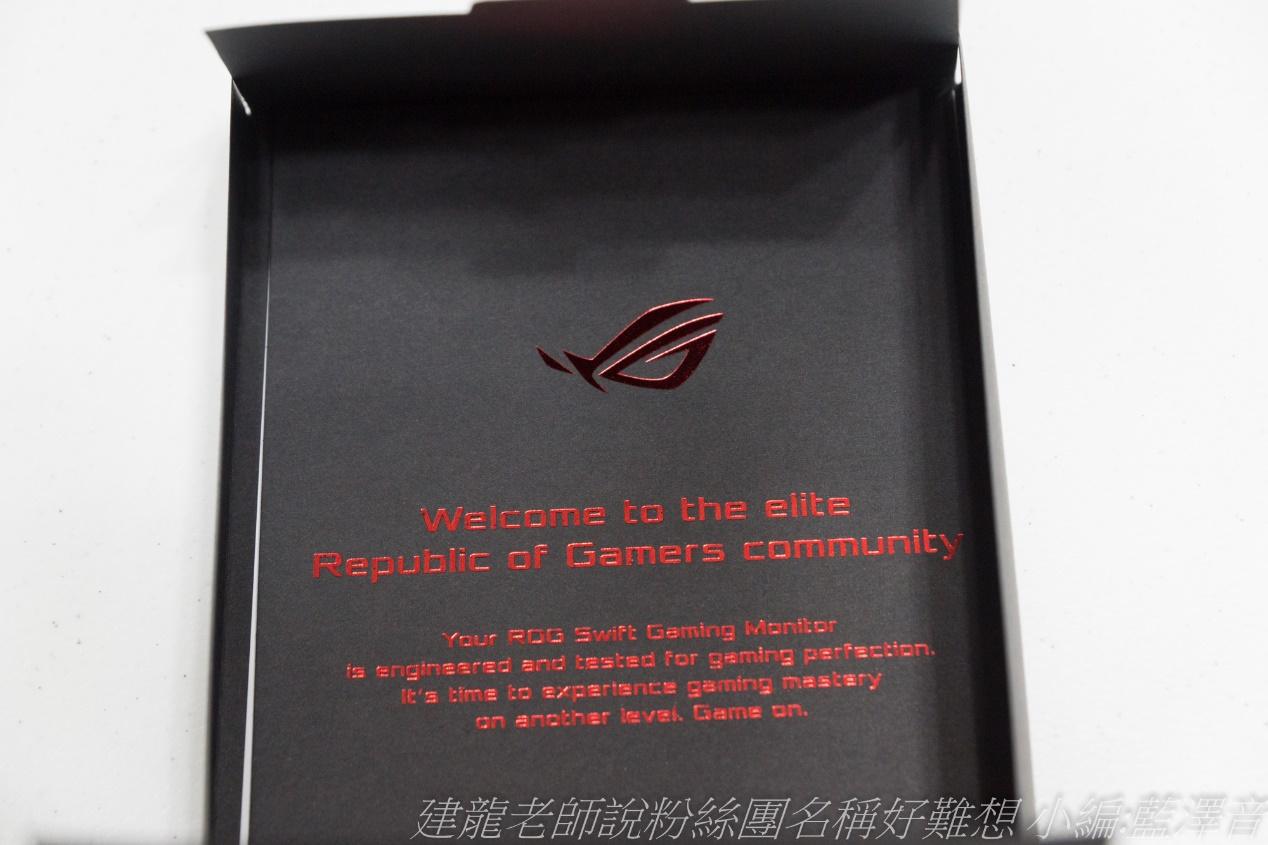 Welcome to the elite
Republic of Gamers community
Your ROG Swift Gaming Monitor
is engineered and tested for gaming perfection.
It's time to experience gaming mastery
on another level. Game on.
建龍老師說粉絲團名稱好難想 小編:藍澤音